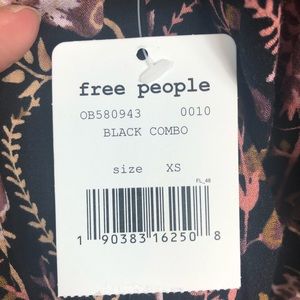 free people
OB580943 0010
BLACK COMBO
size XS
FL_48
1 90383 16250 8